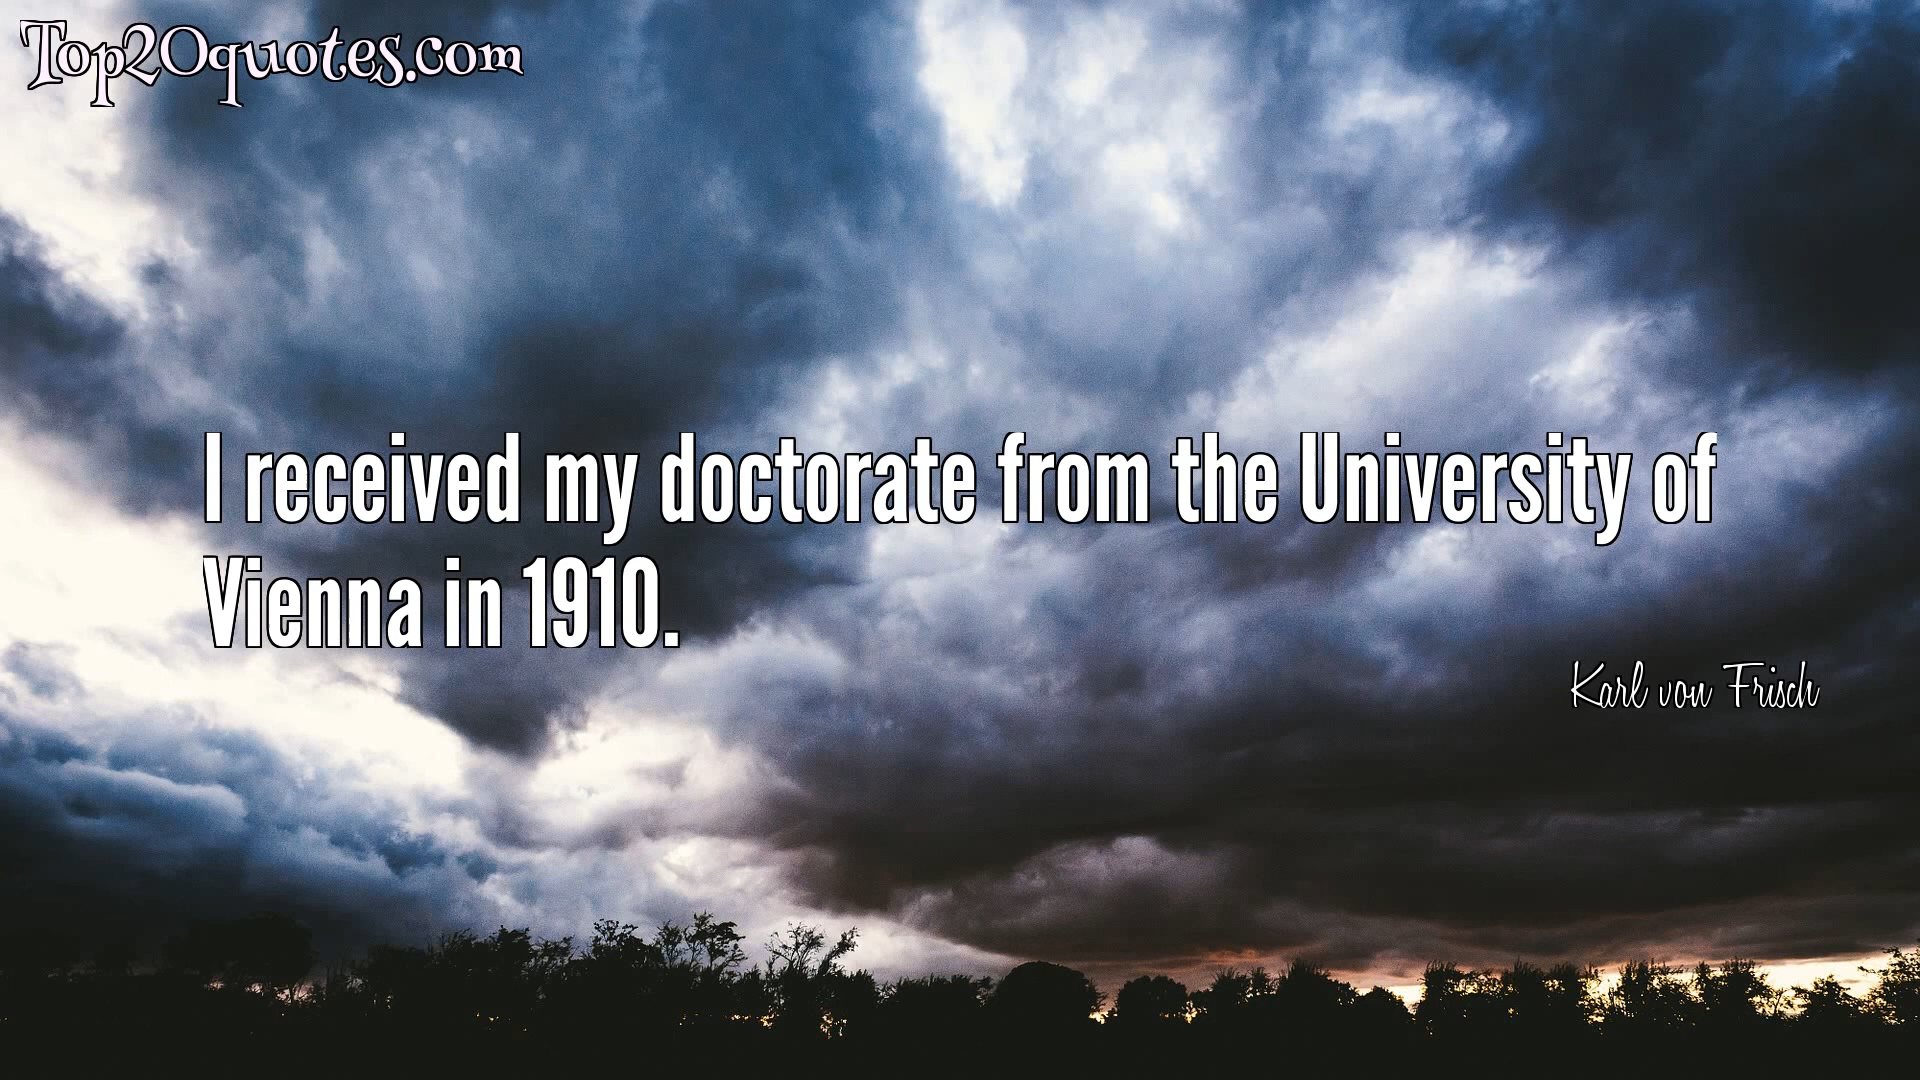 Top20quotes.com
I received my doctorate from the University of
Vienna in 1910.
Karl von Frisch